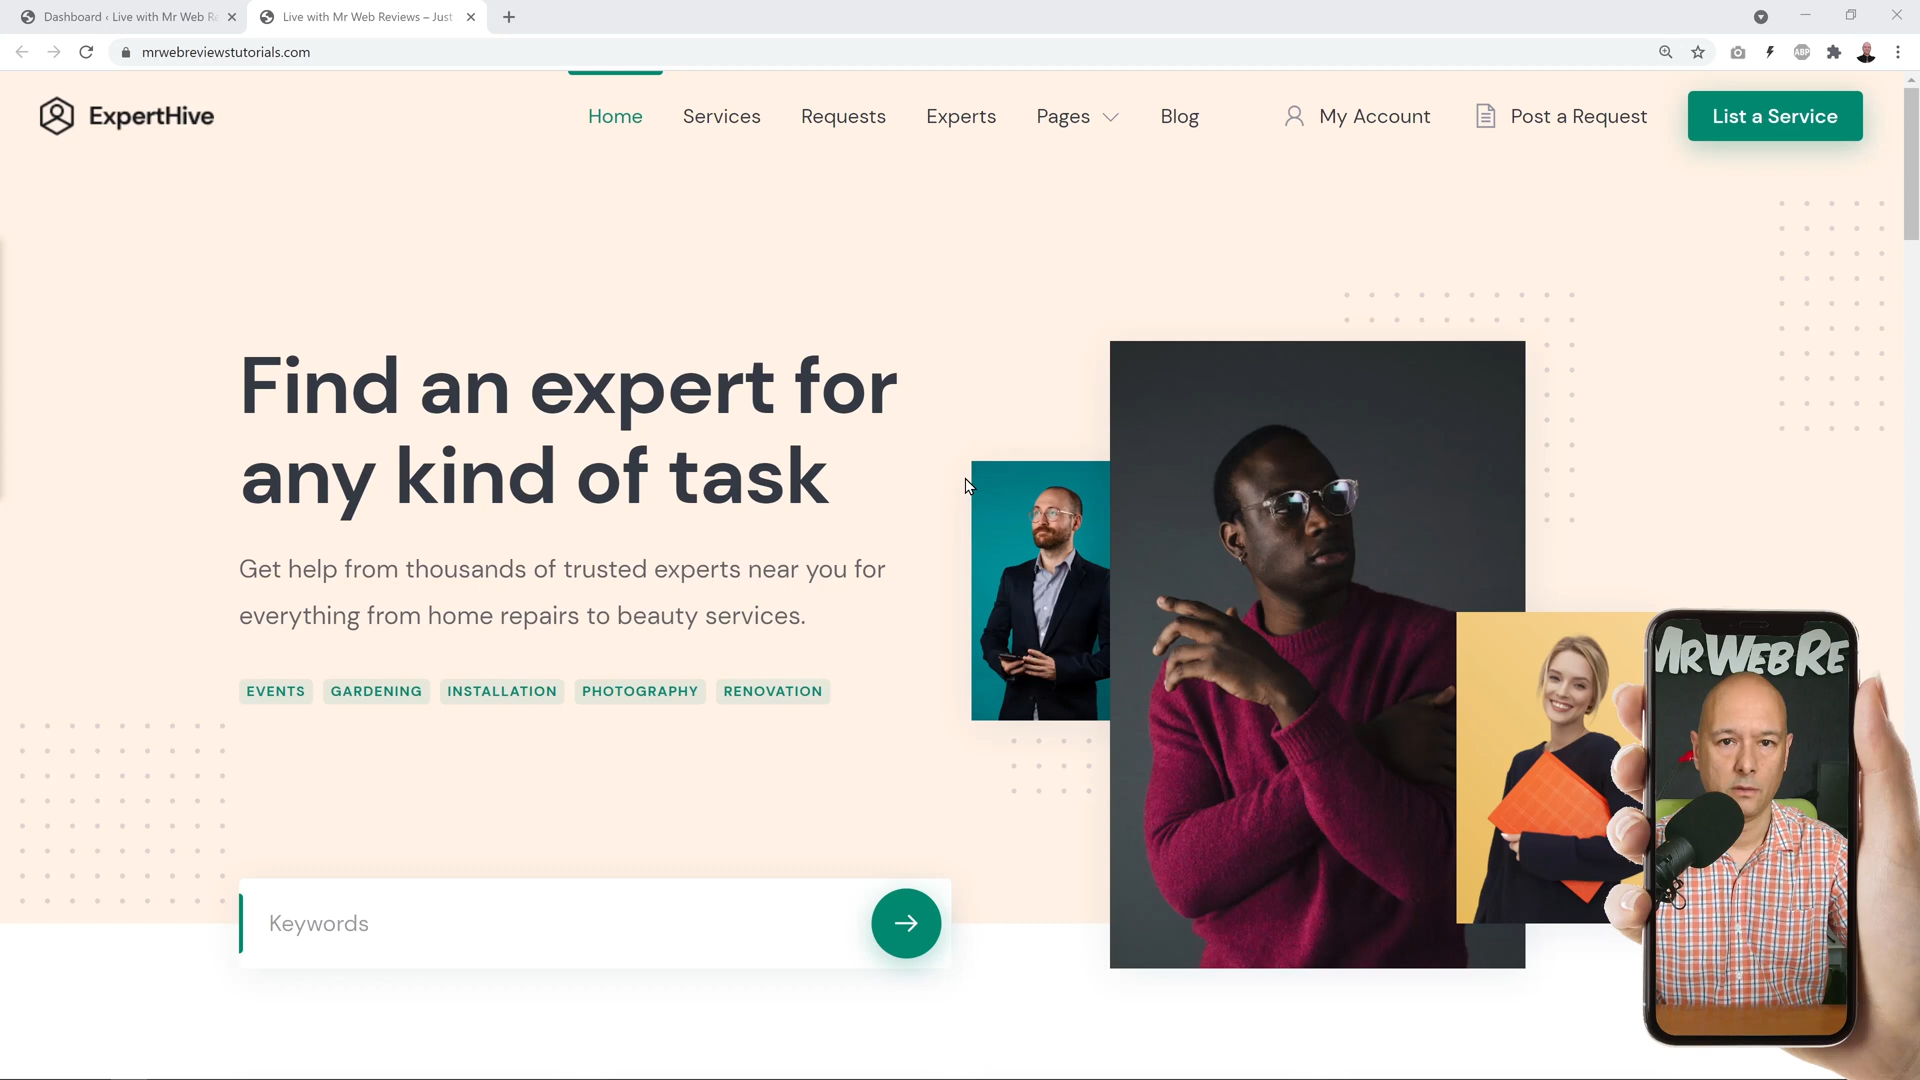 Dashboard ‹ Live with Mr Web Re
Live with Mr Web Reviews – Just
mrwebreviewstutorials.com
ABP
ExpertHive
Home
Services
Requests
Experts
Pages
Blog
My Account
Post a Request
List a Service
Find an expert for
any kind of task
Get help from thousands of trusted experts near you for
everything from home repairs to beauty services.
EVENTS
GARDENING
INSTALLATION
PHOTOGRAPHY
RENOVATION
MRWEBRE
Keywords